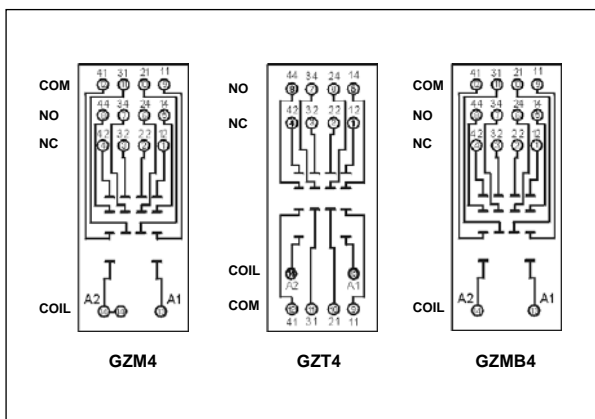 41 31 21 11
COM
44 34 24 14
NO
42 32 22 12
NC
A2 A1
COIL
GZM4
44 34 24 14
NO
42 32 22 12
NC
COIL
A2 A1
COM
41 31 21 11
GZT4
41 31 21 11
COM
44 34 24 14
NO
42 32 22 12
NC
A2 A1
COIL
GZMB4